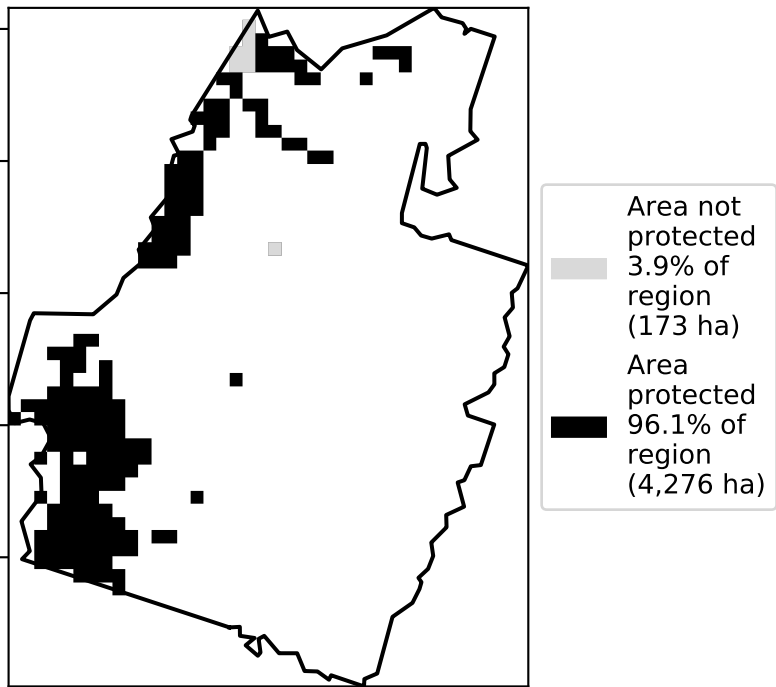 Area not
protected
3.9% of
region
(173 ha)
Area
protected
96.1% of
region
(4,276 ha)